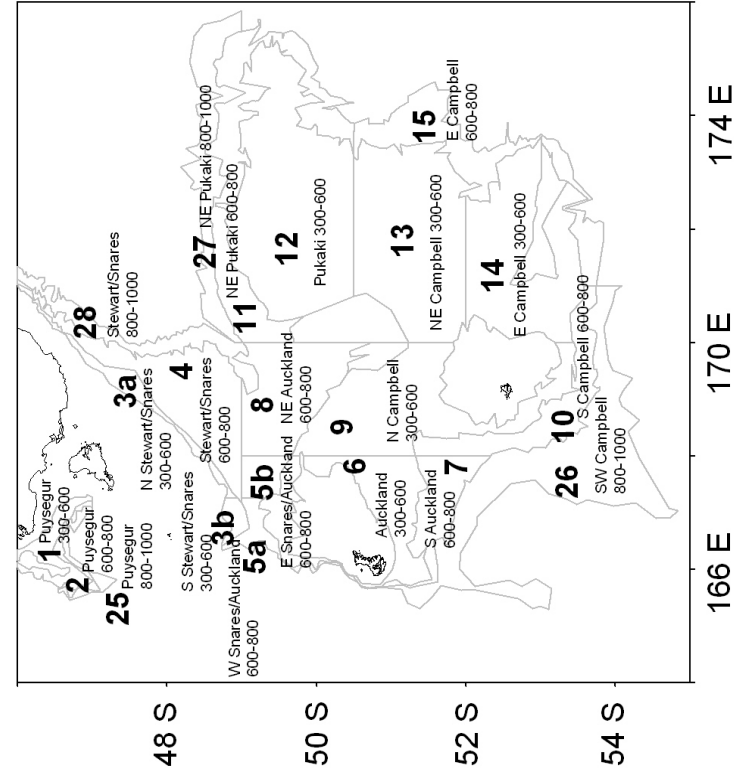 1 Puysegur
300-600
2 Puysegur
600-800
25 Puysegur
800-1000
3a
N Stewart/Snares
300-600
28
Stewart/Snares
800-1000
4
Stewart/Snares
600-800
S Stewart/Snares
300-600
3b
5a
W Snares/Auckland
600-800
5b
E Snares/Auckland
600-800
8
NE Auckland
600-800
11
27 NE Pukaki 800-1000
NE Pukaki 600-800
12
Pukaki 300-600
6
Auckland
300-600
9
N Campbell
300-600
13
NE Campbell 300-600
15
E Campbell
600-800
S Auckland
600-800
7
14
E Campbell 300-600
10
S Campbell 600-800
26
SW Campbell
800-1000
48 S
50 S
52 S
54 S
166 E
170 E
174 E